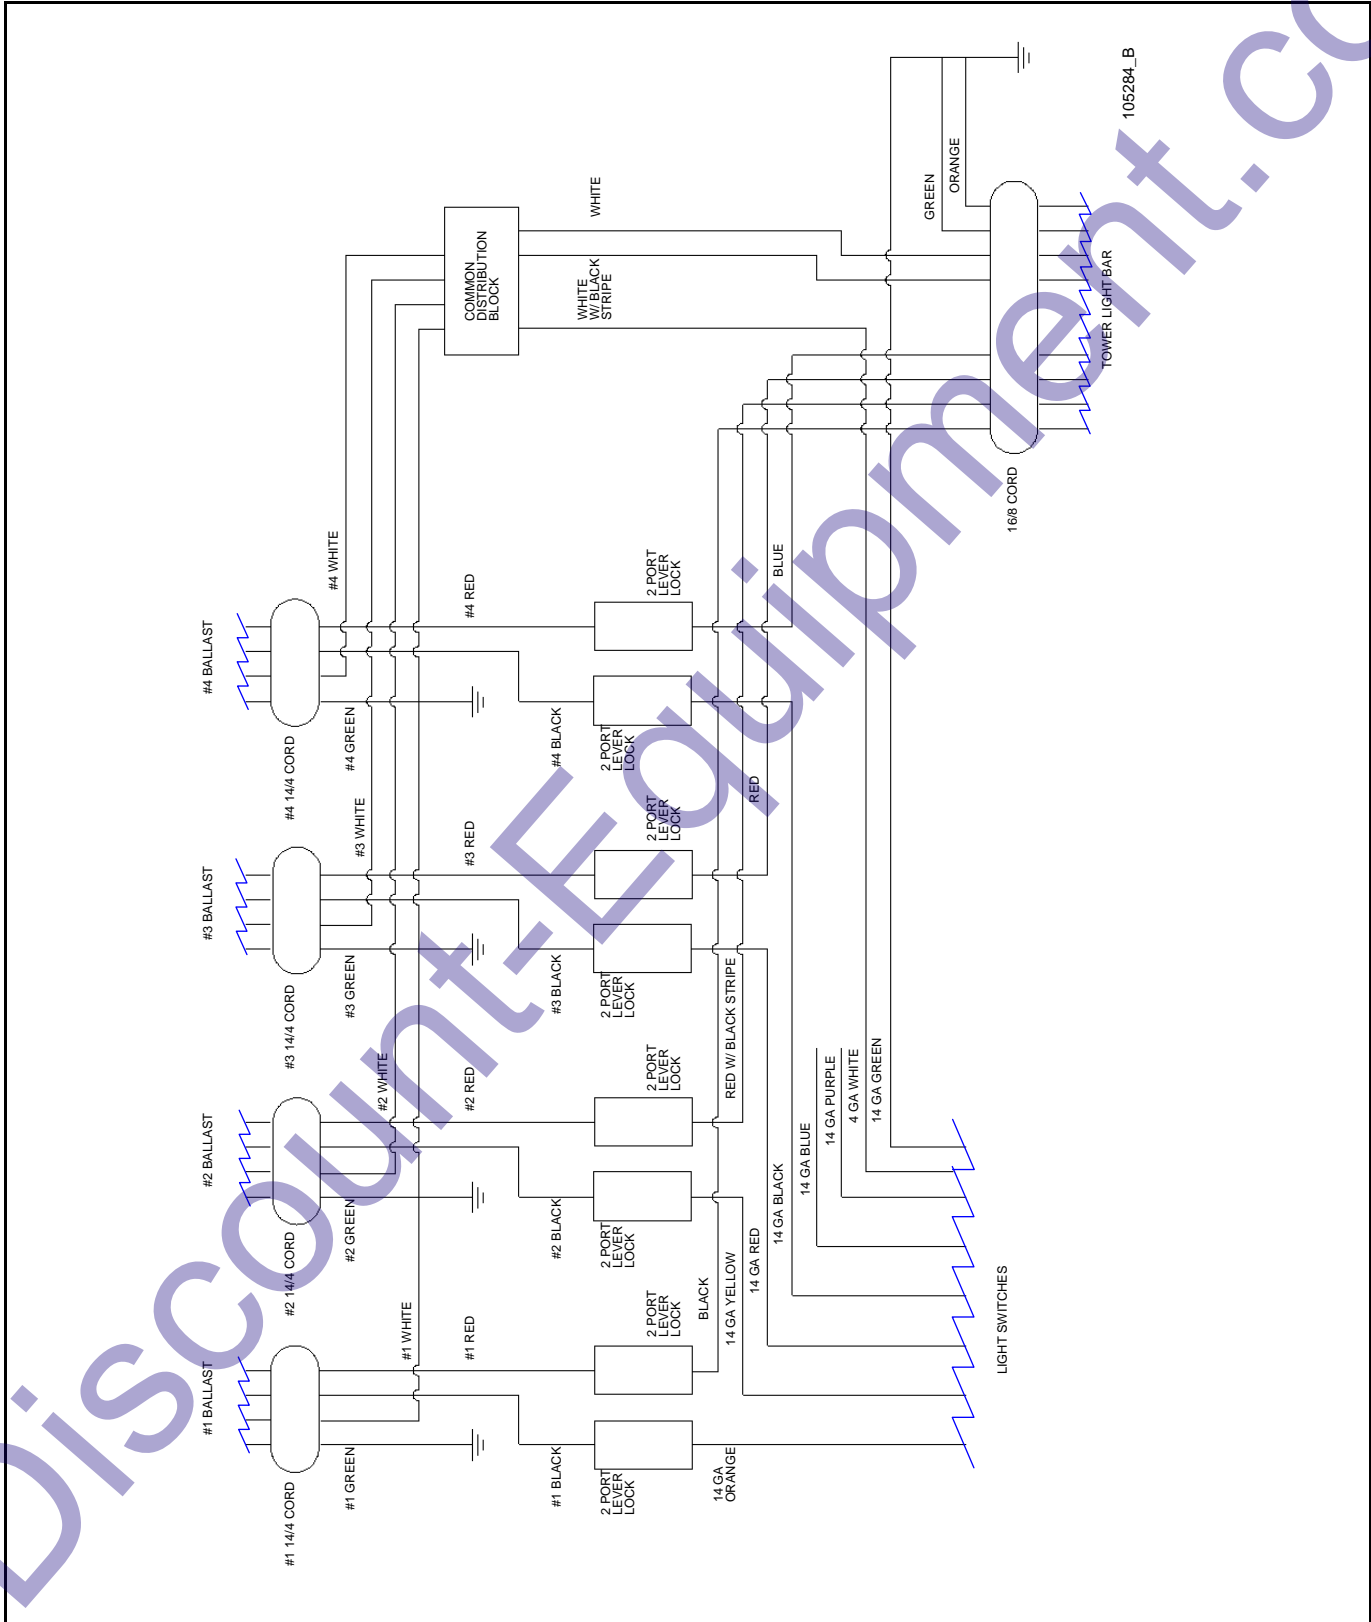 105284_B
GREEN
ORANGE
WHITE
COMMON
DISTRIBUTION
BLOCK
WHITE
W/ BLACK
STRIPE
TOWER LIGHT BAR
16/8 CORD
#4 BALLAST
#4 14/4 CORD
#4 WHITE
#4 GREEN
#4 RED
#4 BLACK
2 PORT
LEVER
LOCK
2 PORT
LEVER
LOCK
BLUE
#3 BALLAST
#3 14/4 CORD
#3 WHITE
#3 GREEN
#3 RED
#3 BLACK
2 PORT
LEVER
LOCK
2 PORT
LEVER
LOCK
RED
#2 BALLAST
#2 14/4 CORD
#2 WHITE
#2 GREEN
#2 RED
#2 BLACK
2 PORT
LEVER
LOCK
2 PORT
LEVER
LOCK
RED W/ BLACK STRIPE
#1 BALLAST
#1 14/4 CORD
#1 WHITE
#1 GREEN
#1 RED
#1 BLACK
2 PORT
LEVER
LOCK
2 PORT
LEVER
LOCK
BLACK
14 GA
ORANGE
14 GA YELLOW
14 GA RED
14 GA BLACK
14 GA BLUE
14 GA PURPLE
4 GA WHITE
14 GA GREEN
LIGHT SWITCHES
Discount-Equipment.co